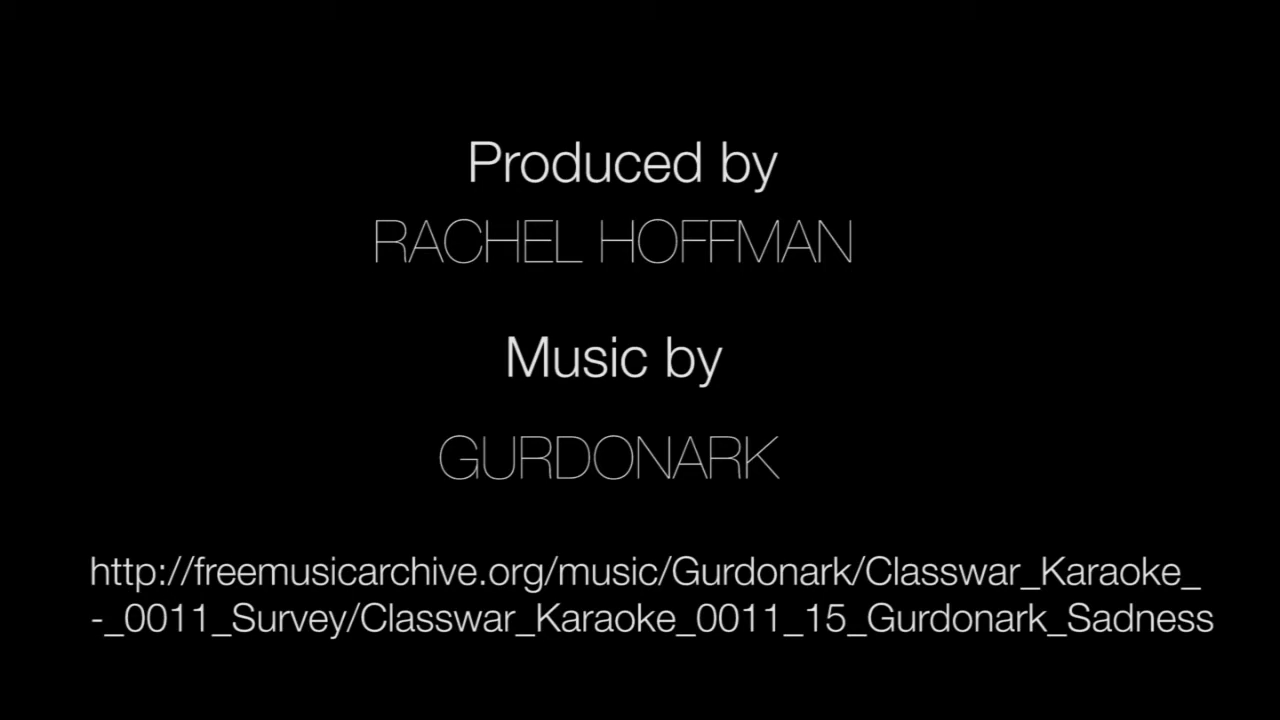 Produced by
RACHEL HOFFMAN
Music by
GURDONARK
http://freemusicarchive.org/music/Gurdonark/Classwar_Karaoke_
-_0011_Survey/Classwar_Karaoke_0011_15_Gurdonark_Sadness